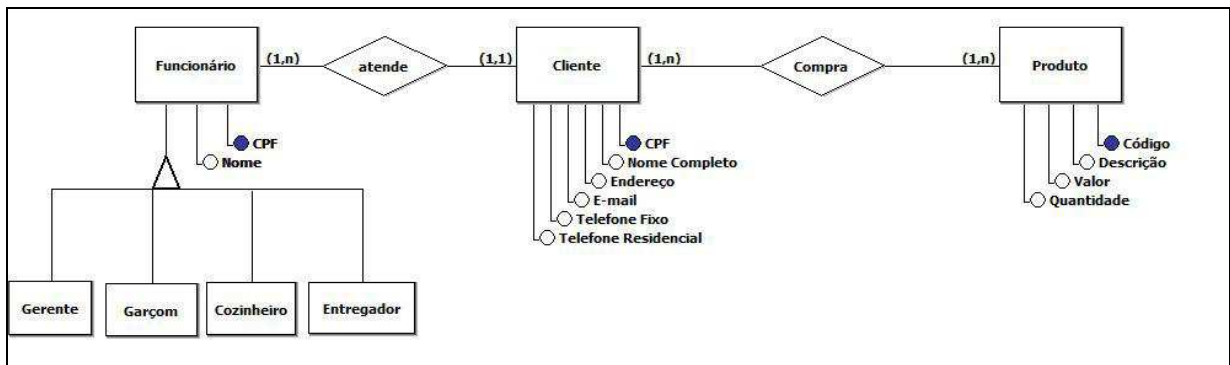 Funcionário
(1,n)
atende
(1,1)
Cliente
(1,n)
Compra
(1,n)
Produto
CPF
Nome
CPF
Nome Completo
Endereço
E-mail
Telefone Fixo
Telefone Residencial
Código
Descrição
Valor
Quantidade
Gerente
Garçom
Cozinheiro
Entregador